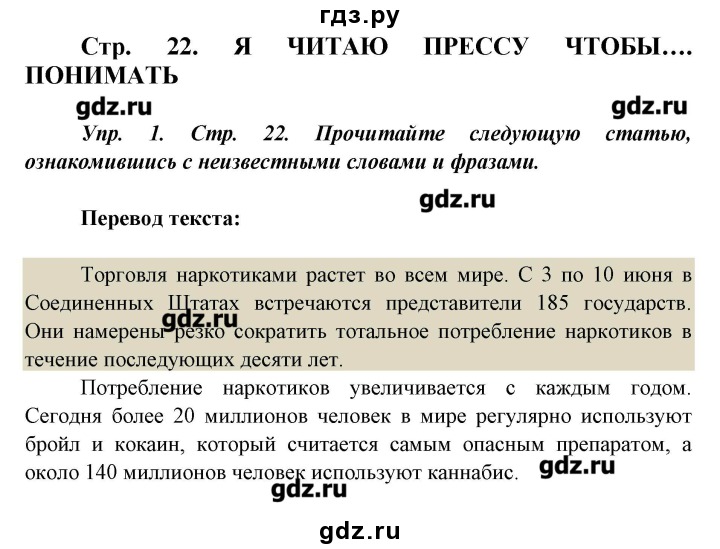 гдз.ру
Стр. 22. Я ЧИТАЮ ПРЕССУ ЧТОБЫ….
ПОНИМАТЬ
gdz.ru gdz.ru
Упр. 1. Стр. 22. Прочитайте следующую статью,
ознакомившись с неизвестными словами и фразами.
gdz.ru
Перевод текста:
Торговля наркотиками растет во всем мире. С 3 по 10 июня в
Соединенных Штатах встречаются представители 185 государств.
gdz.ru
Они намерены резко сократить тотальное потребление наркотиков в
течение последующих десяти лет.
Потребление наркотиков увеличивается с каждым годом.
Сегодня более 20 миллионов человек в мире регулярно используют
бройл и кокаин, который считается самым опасным препаратом, а
около 140 миллионов человек используют каннабис.
gdz.ru
gdz.ru
gdz.ru